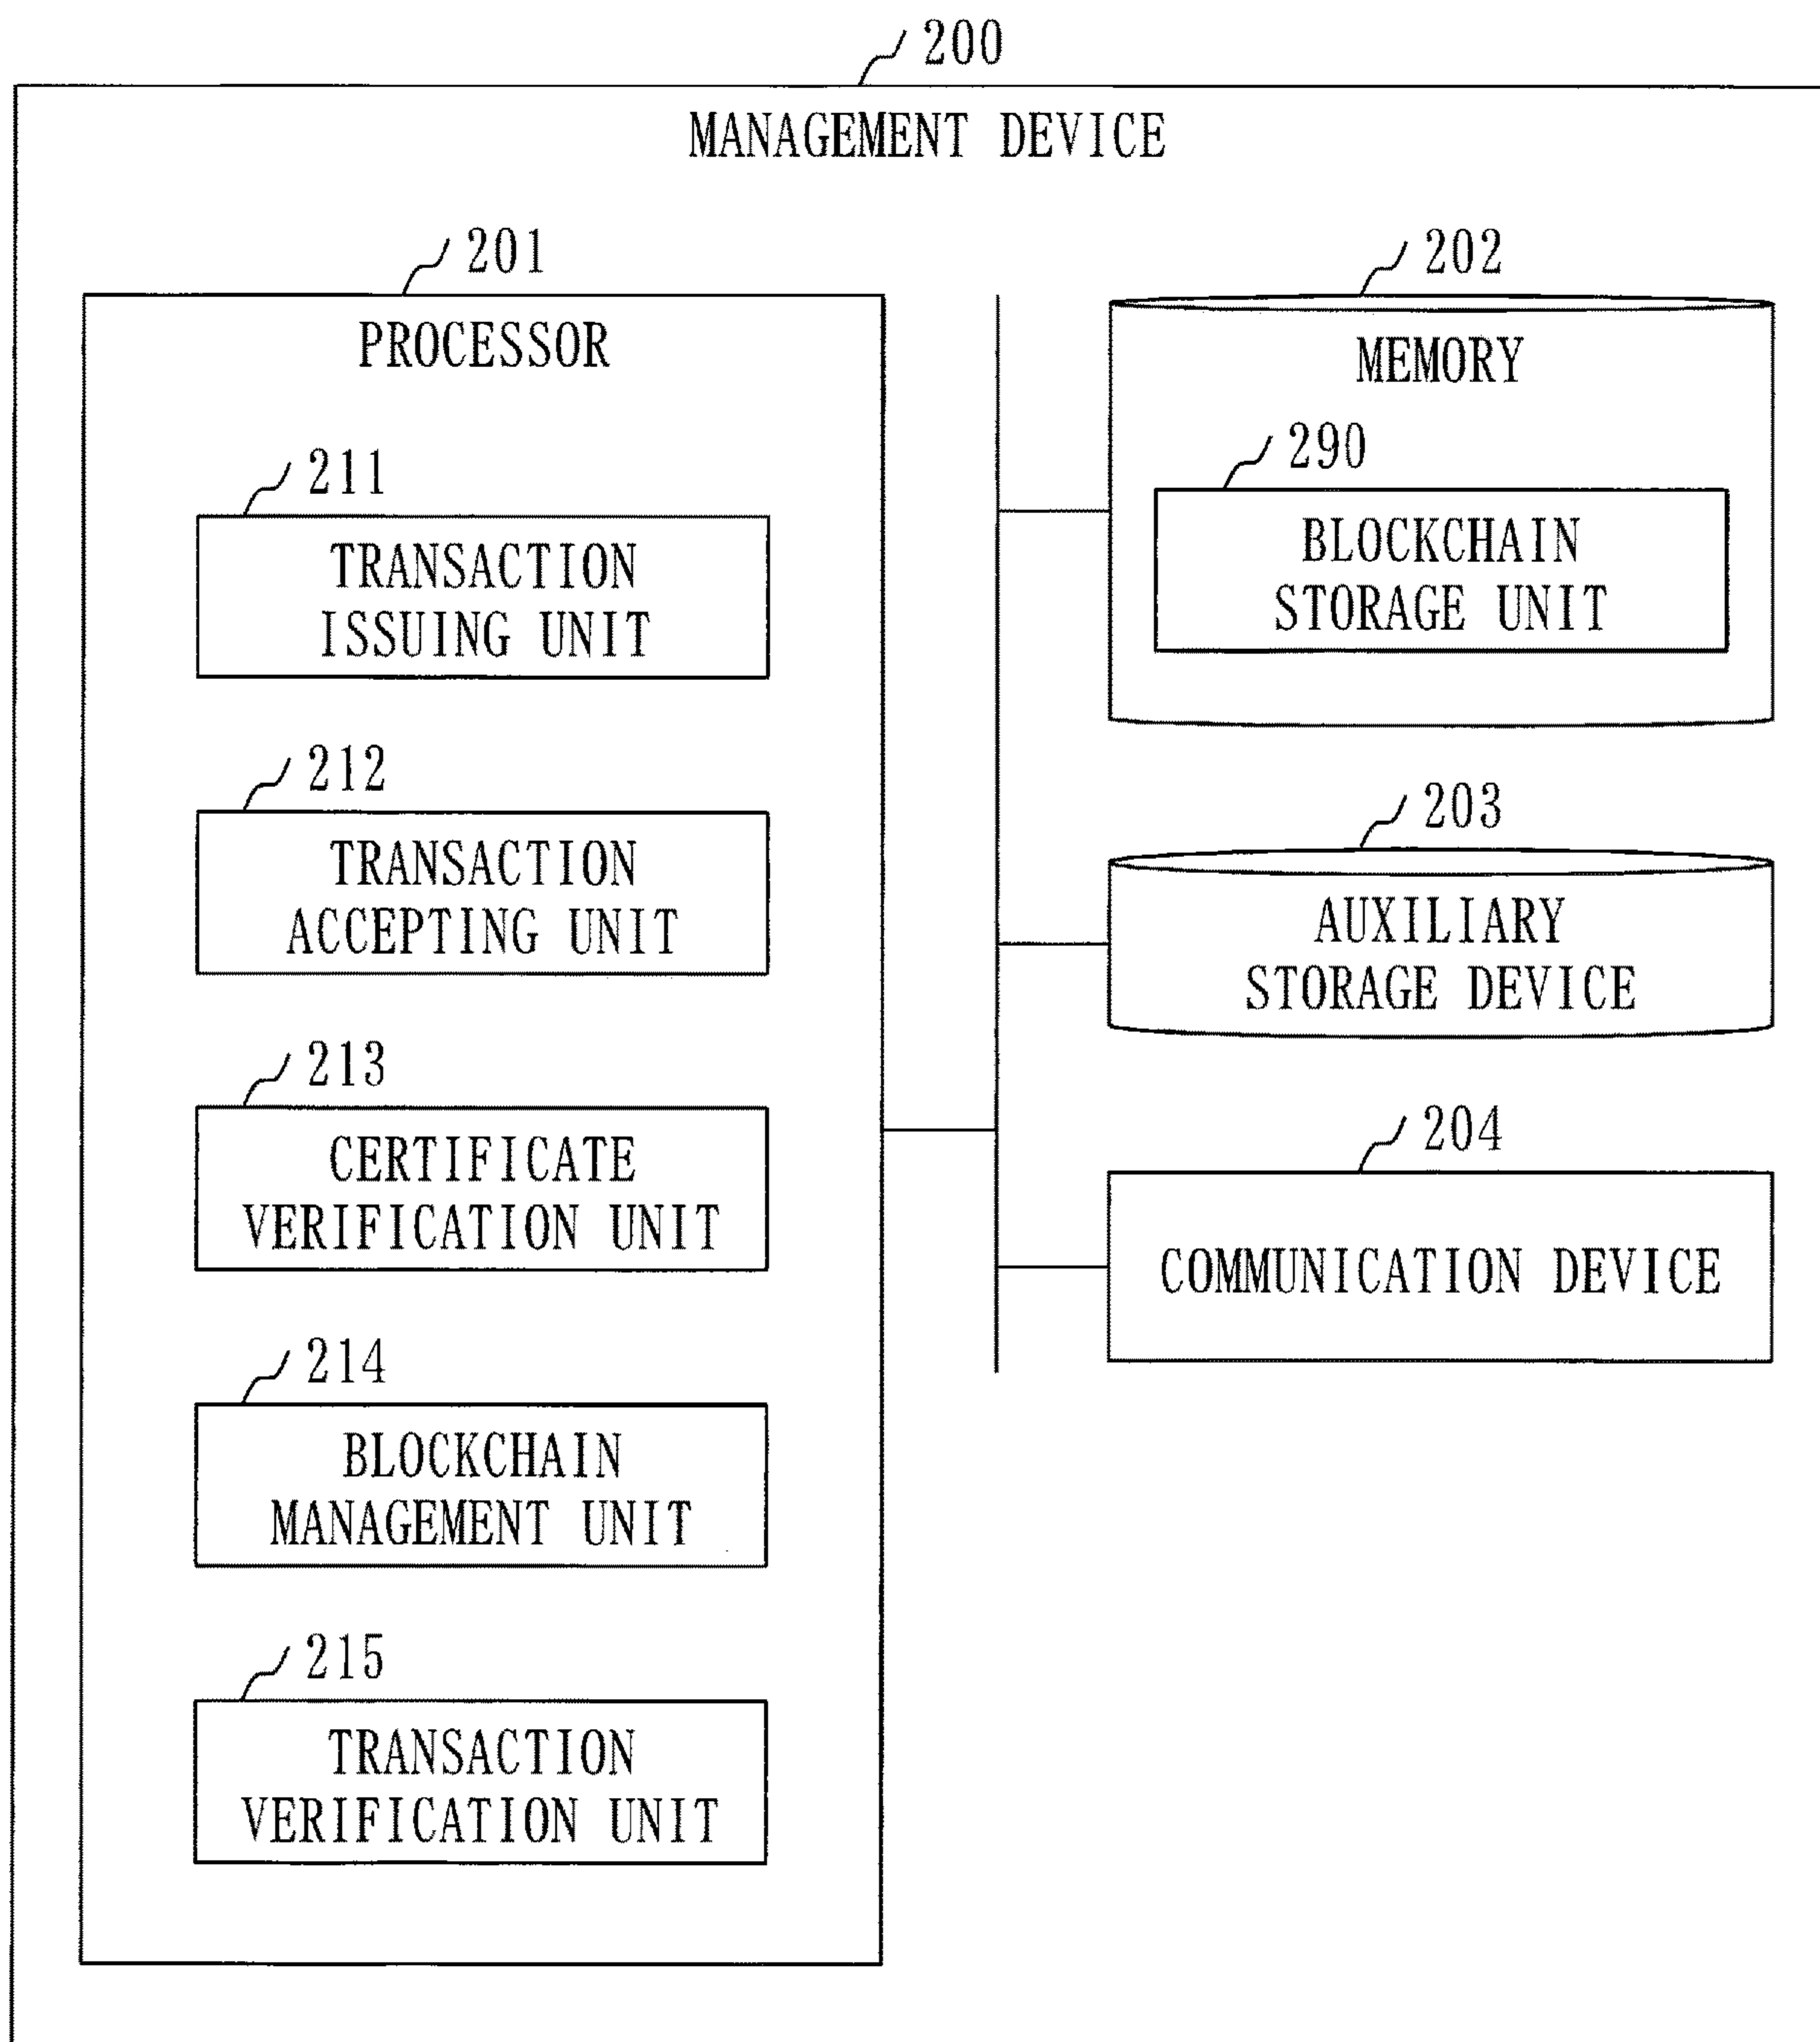 200
MANAGEMENT DEVICE
201
PROCESSOR
211
TRANSACTION
ISSUING UNIT
212
TRANSACTION
ACCEPTING UNIT
213
CERTIFICATE
VERIFICATION UNIT
214
BLOCKCHAIN
MANAGEMENT UNIT
215
TRANSACTION
VERIFICATION UNIT
202
MEMORY
290
BLOCKCHAIN
STORAGE UNIT
203
AUXILIARY
STORAGE DEVICE
204
COMMUNICATION DEVICE